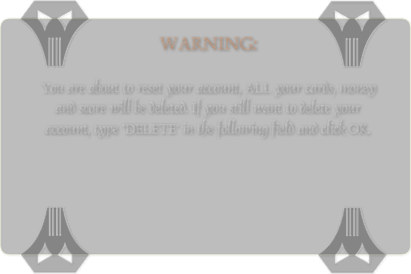 WARNING:
You are about to reset your account, ALL your cards, money
and score will be deleted. If you still want to delete your
account, type 'DELETE' in the following field and click OK.